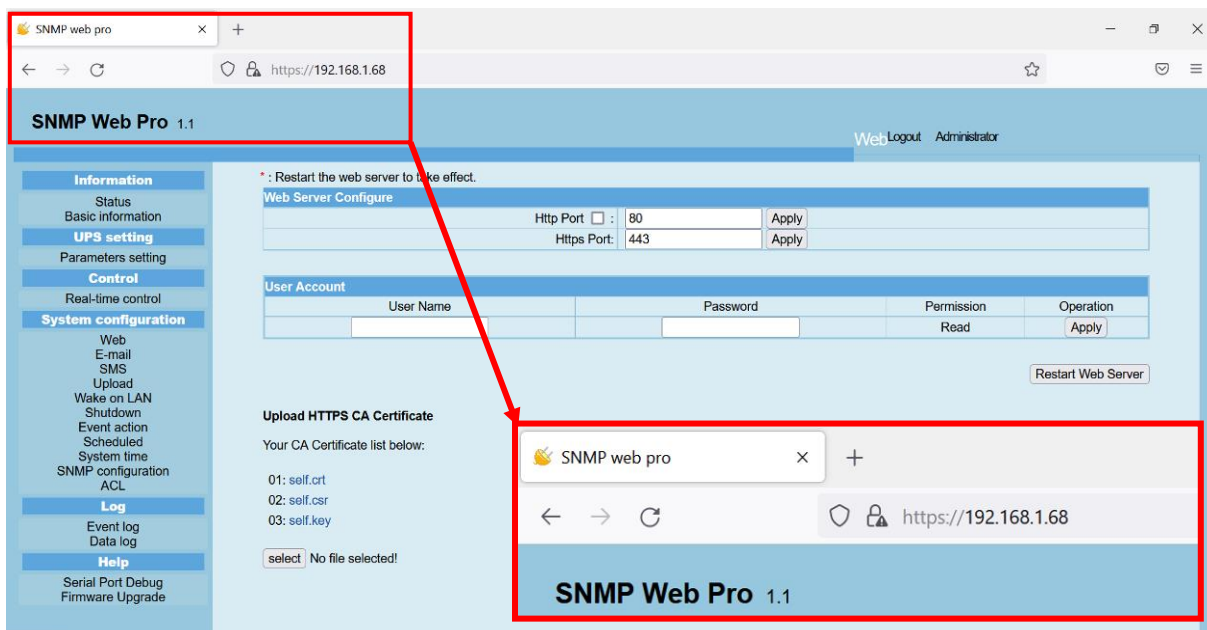 SNMP web pro
https://192.168.1.68
SNMP Web Pro 1.1
Web Logout Administrator
Information
Status
Basic information
UPS setting
Parameters setting
Control
Real-time control
System configuration
Web
E-mail
SMS
Upload
Wake on LAN
Shutdown
Event action
Scheduled
System time
SNMP configuration
ACL
Log
Event log
Data log
Help
Serial Port Debug
Firmware Upgrade
* : Restart the web server to take effect.
Web Server Configure
Http Port : 80 Apply
Https Port: 443 Apply
User Account
User Name Password Permission Operation
Read Apply
Restart Web Server
Upload HTTPS CA Certificate
Your CA Certificate list below:
01: self.crt
02: self.csr
03: self.key
select No file selected!
SNMP web pro
https://192.168.1.68
SNMP Web Pro 1.1